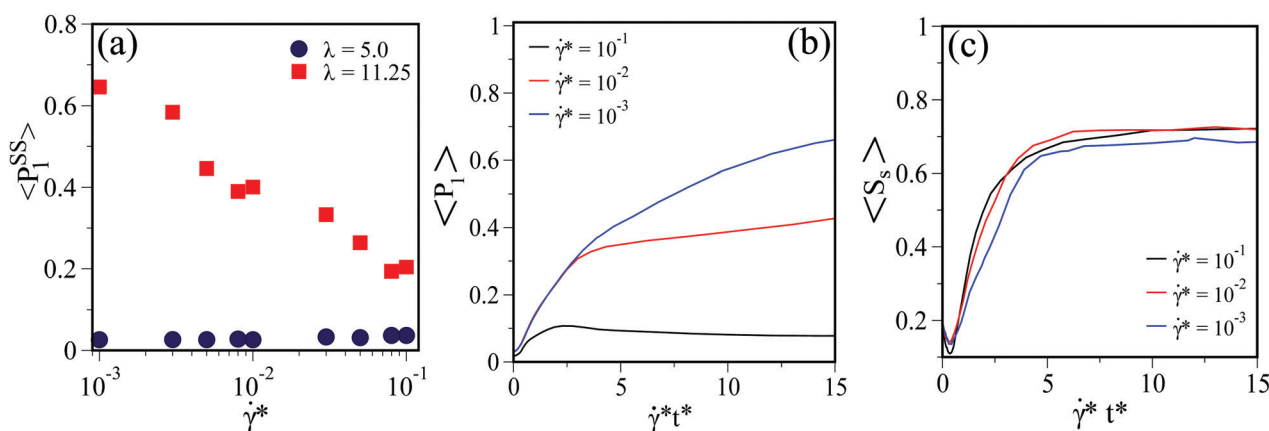 (a)
λ = 5.0
λ = 11.25
0.8
0.6
0.4
0.2
0
<P₁^SS>
10⁻³
10⁻²
10⁻¹
γ̇*
(b)
γ̇* = 10⁻¹
γ̇* = 10⁻²
γ̇* = 10⁻³
1
0.8
0.6
0.4
0.2
0
<P₁>
0 5 10 15
γ̇*t*
(c)
1
0.8
0.6
0.4
0.2
<Sₛ>
γ̇* = 10⁻¹
γ̇* = 10⁻²
γ̇* = 10⁻³
0 5 10 15
γ̇* t*